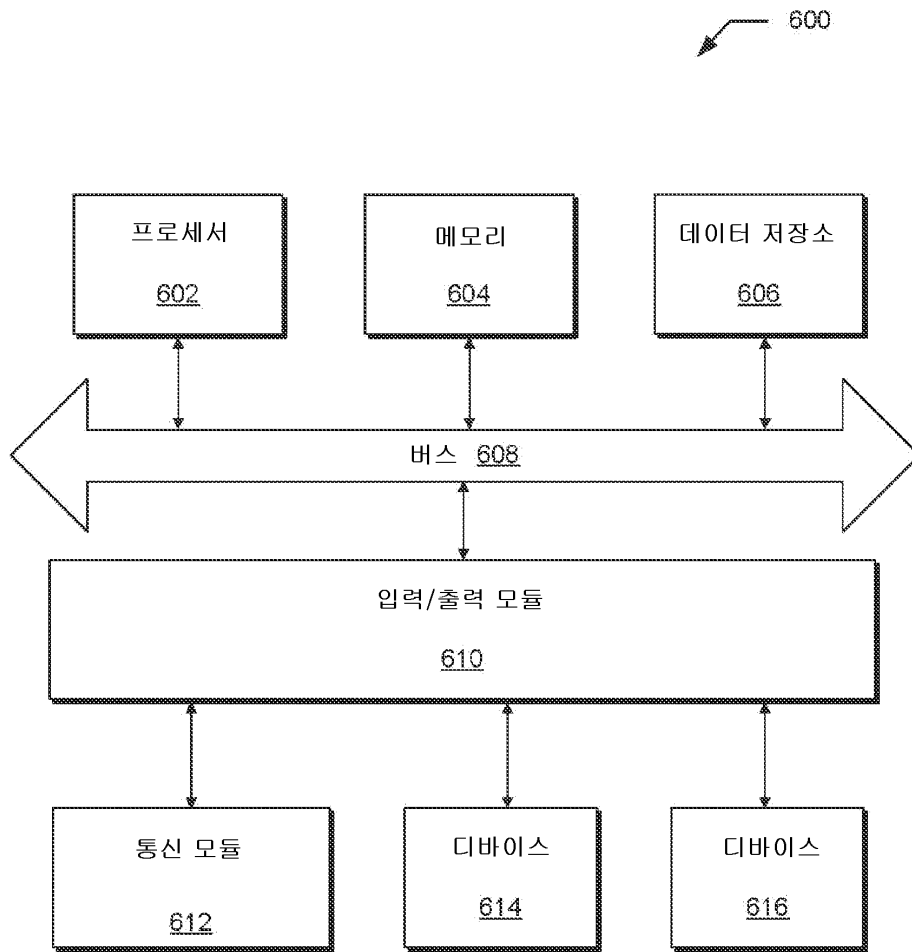 600
프로세서
602
메모리
604
데이터 저장소
606
버스 608
입력/출력 모듈
610
통신 모듈
612
디바이스
614
디바이스
616